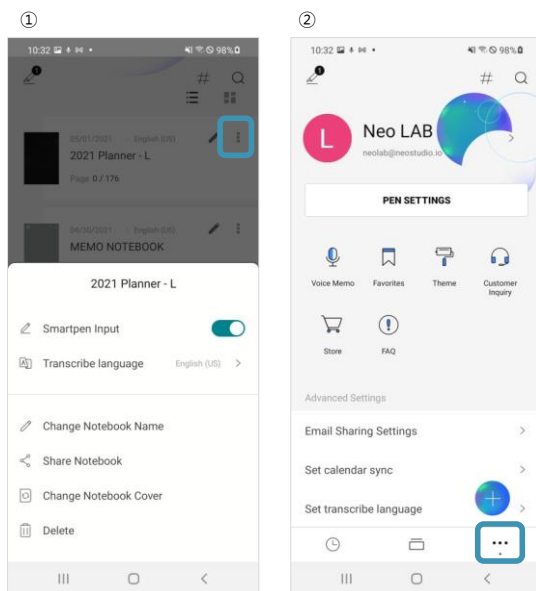 ①
10:32 98%
1
#
05/01/2021 English (US)
2021 Planner - L
Page 0 / 176
04/30/2021 English (US)
MEMO NOTEBOOK
2021 Planner - L
Smartpen Input
Transcribe language English (US) >
Change Notebook Name
Share Notebook
Change Notebook Cover
Delete
②
10:32 98%
1
#
L
Neo LAB
neolab@neostudio.io
PEN SETTINGS
Voice Memo Favorites Theme Customer Inquiry
Store FAQ
Advanced Settings
Email Sharing Settings >
Set calendar sync >
Set transcribe language >